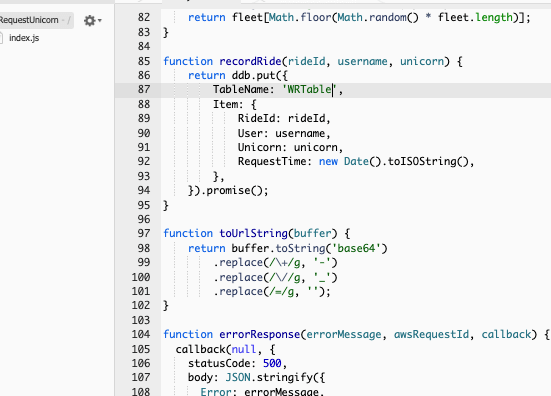 RequestUnicorn - /
index.js
82 return fleet[Math.floor(Math.random() * fleet.length)];
83 }
84
85 function recordRide(rideId, username, unicorn) {
86 return ddb.put({
87 TableName: 'WRTable',
88 Item: {
89 RideId: rideId,
90 User: username,
91 Unicorn: unicorn,
92 RequestTime: new Date().toISOString(),
93 },
94 }).promise();
95 }
96
97 function toUrlString(buffer) {
98 return buffer.toString('base64')
99 .replace(/\+/g, '-')
100 .replace(/\//g, '_')
101 .replace(/=/g, '');
102 }
103
104 function errorResponse(errorMessage, awsRequestId, callback) {
105 callback(null, {
106 statusCode: 500,
107 body: JSON.stringify({
108 Error: errorMessage,